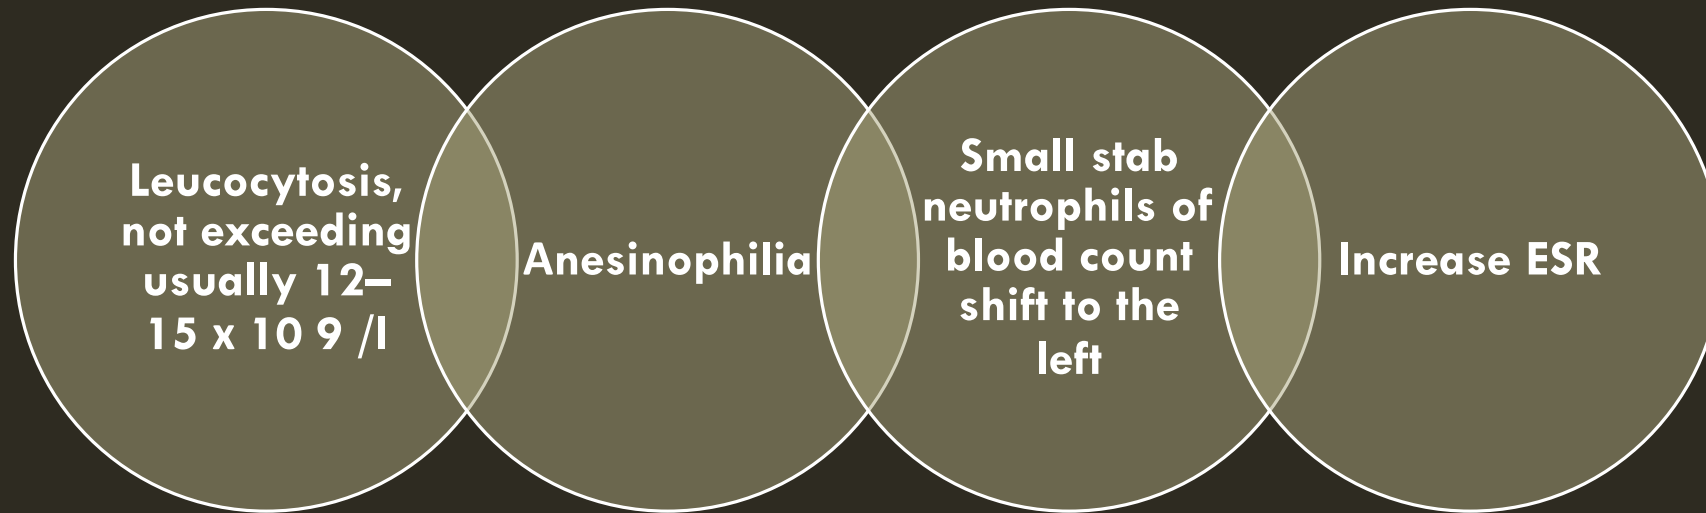 Leucocytosis,
not exceeding
usually 12–
15 x 10 9 /l
Anesinophilia
Small stab
neutrophils of
blood count
shift to the
left
Increase ESR